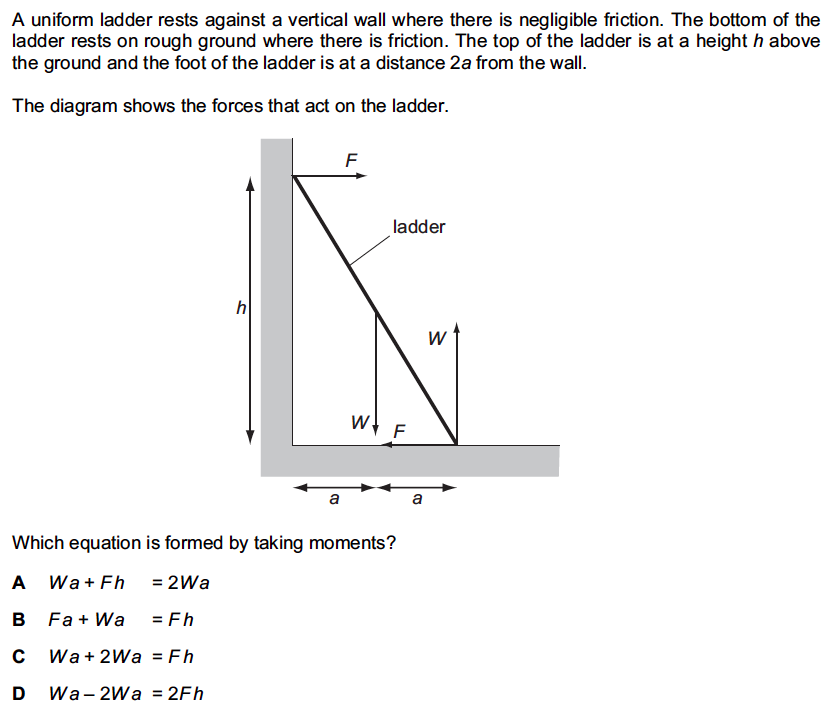 A uniform ladder rests against a vertical wall where there is negligible friction. The bottom of the
ladder rests on rough ground where there is friction. The top of the ladder is at a height h above
the ground and the foot of the ladder is at a distance 2a from the wall.
The diagram shows the forces that act on the ladder.
F
ladder
h
W
W
F
a
a
Which equation is formed by taking moments?
A Wa + Fh = 2Wa
B Fa + Wa = Fh
C Wa + 2Wa = Fh
D Wa – 2Wa = 2Fh